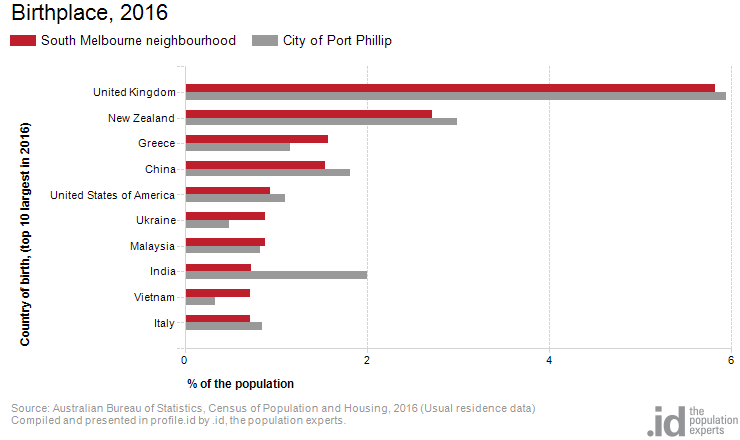 Birthplace, 2016
South Melbourne neighbourhood City of Port Phillip
Country of birth, (top 10 largest in 2016)
United Kingdom
New Zealand
Greece
China
United States of America
Ukraine
Malaysia
India
Vietnam
Italy
0 2 4 6
% of the population
Source: Australian Bureau of Statistics, Census of Population and Housing, 2016 (Usual residence data)
Compiled and presented in profile.id by .id, the population experts.
.id the
population
experts